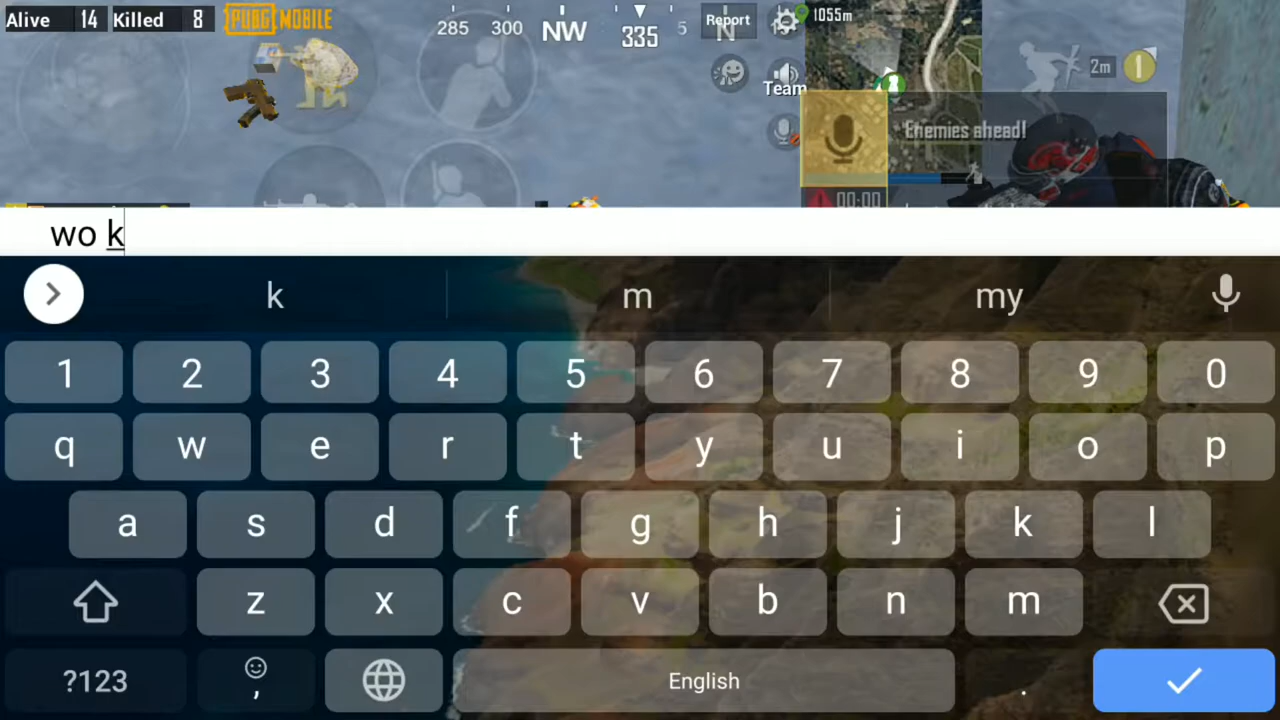 Alive 14 Killed 8 PUBG MOBILE
285 300 NW 335 5 N
Report
1055m
2m
Team
Enemies ahead!
00:00
wo k
k m my
1 2 3 4 5 6 7 8 9 0
q w e r t y u i o p
a s d f g h j k l
z x c v b n m
?123 , English .